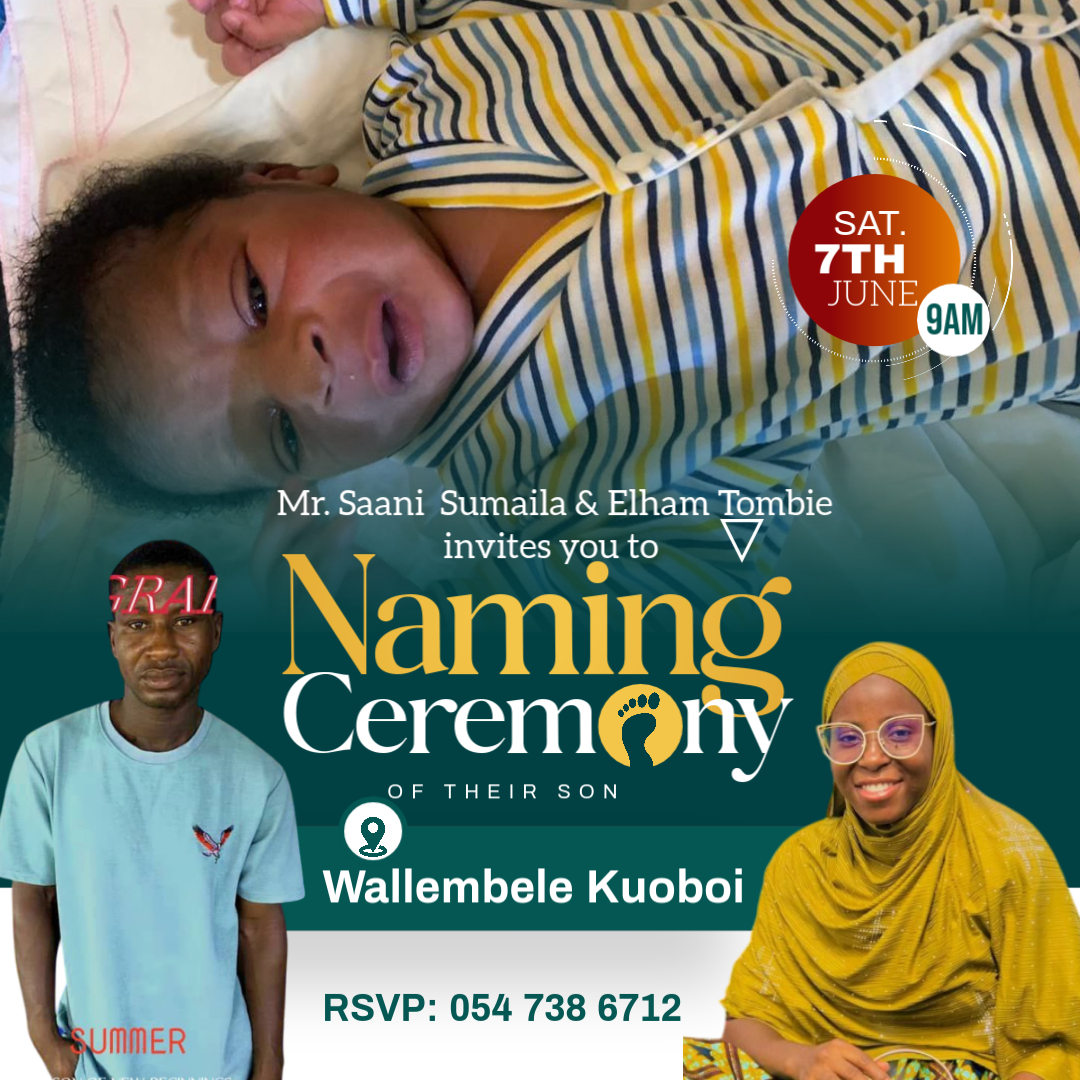 SAT.
7TH
JUNE
9AM
Mr. Saani Sumaila & Elham Tombie
invites you to
Naming
Ceremony
OF THEIR SON
Wallembele Kuoboi
RSVP: 054 738 6712
SUMMER